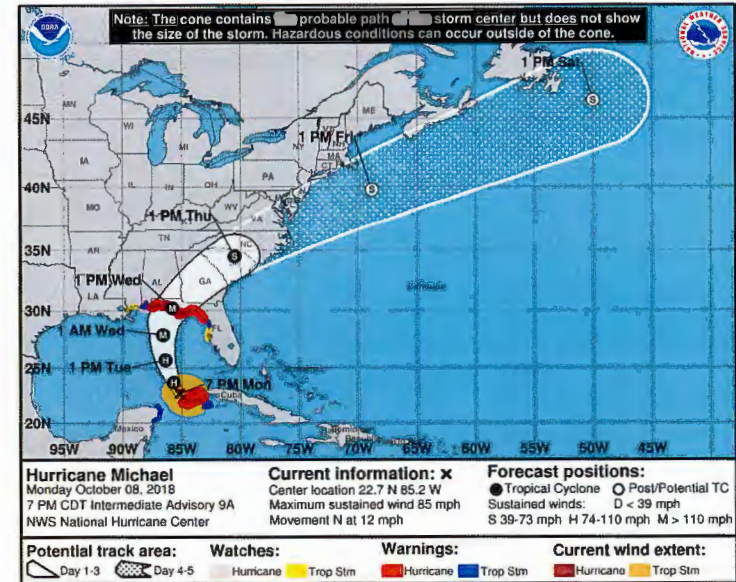 Note: The cone contains probable path storm center but does not show
the size of the storm. Hazardous conditions can occur outside of the cone.
NOAA
NATIONAL WEATHER SERVICE
1 PM Sat
S
MN
ME
WI
45N
1 PM Fri
MI
NY
MA
CT
IA
S
PA
40N
IL
IN
OH
MO
WV
VA
1 PM Thu
KY
35N
TN
NC
AR
S
1 PM Wed
AL
GA
LA
M
30N
1 AM Wed
M
FL
25N
1 PM Tue
H
H
7 PM Mon
Cuba
20N
Mexico
95W 90W 85W 80W 75W 70W 65W 60W 55W 50W 45W
Hurricane Michael
Monday October 08, 2018
7 PM CDT Intermediate Advisory 9A
NWS National Hurricane Center
Current information: x
Center location 22.7 N 85.2 W
Maximum sustained wind 85 mph
Movement N at 12 mph
Forecast positions:
Tropical Cyclone Post/Potential TC
Sustained winds: D < 39 mph
S 39-73 mph H 74-110 mph M > 110 mph
Potential track area:
Day 1-3 Day 4-5
Watches:
Hurricane Trop Stm
Warnings:
Hurricane Trop Stm
Current wind extent:
Hurricane Trop Stm